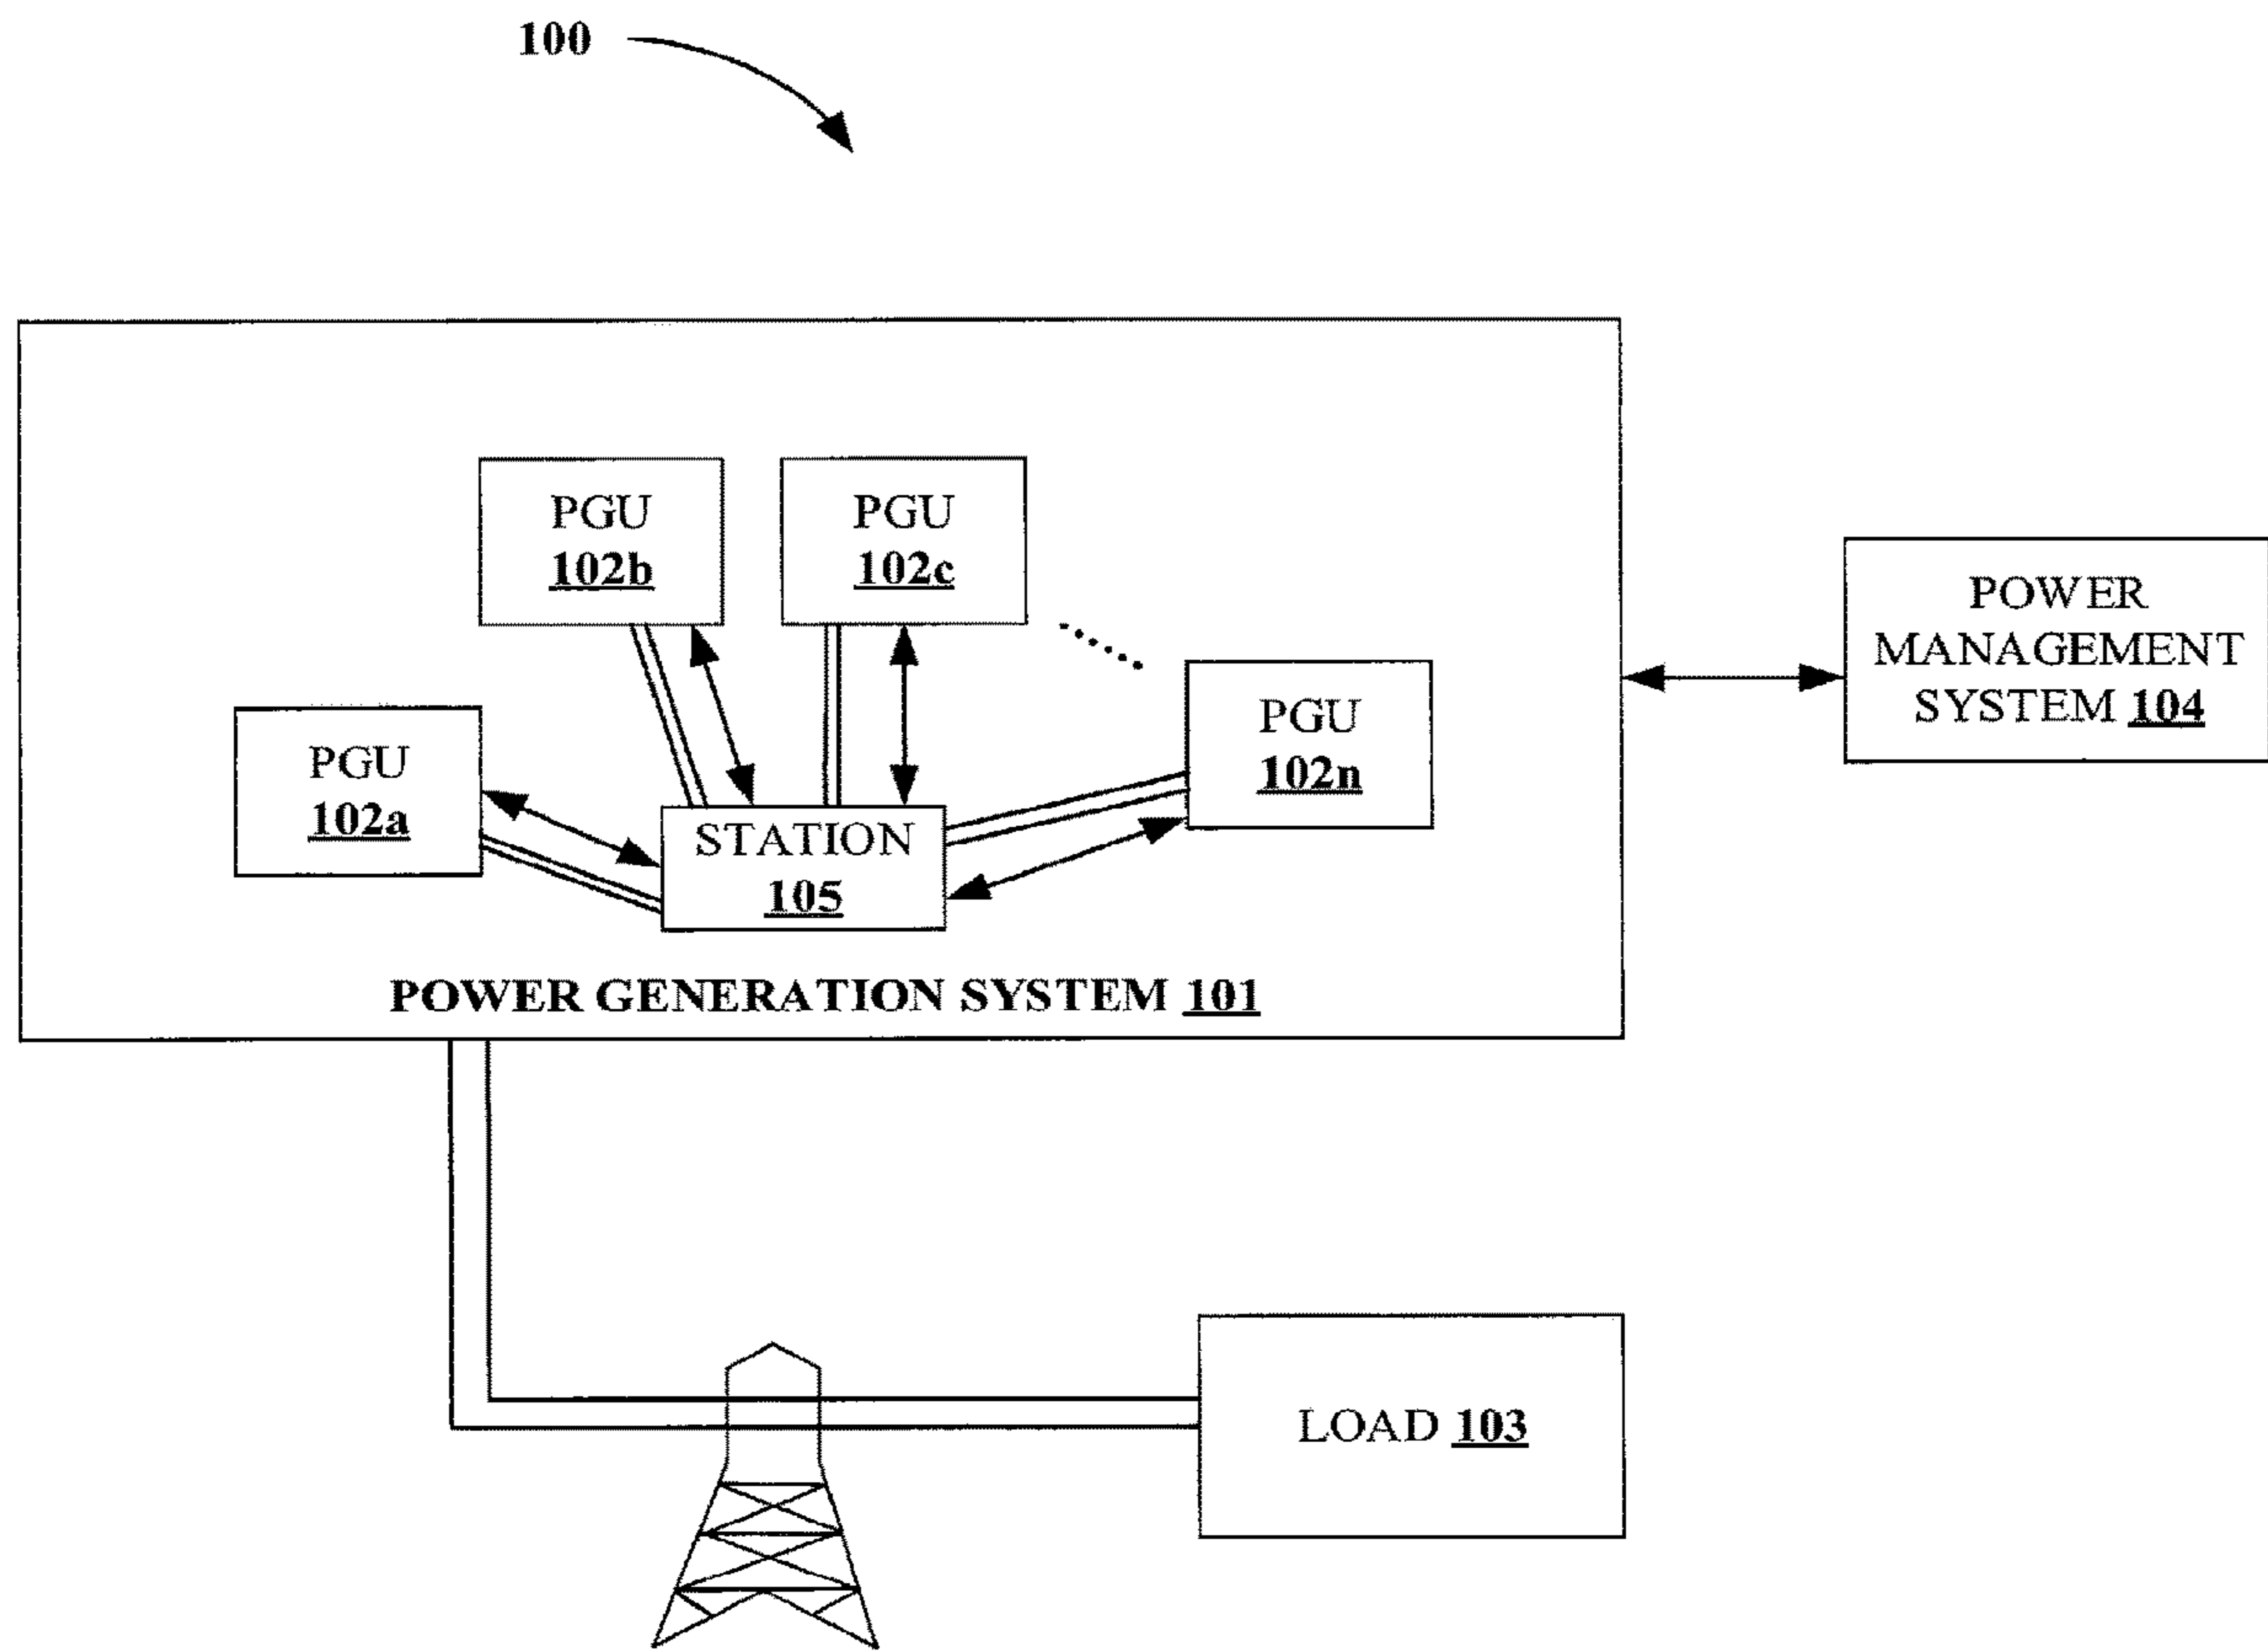 100
PGU
102b
PGU
102c
POWER
MANAGEMENT
SYSTEM 104
PGU
102n
PGU
102a
STATION
105
POWER GENERATION SYSTEM 101
LOAD 103